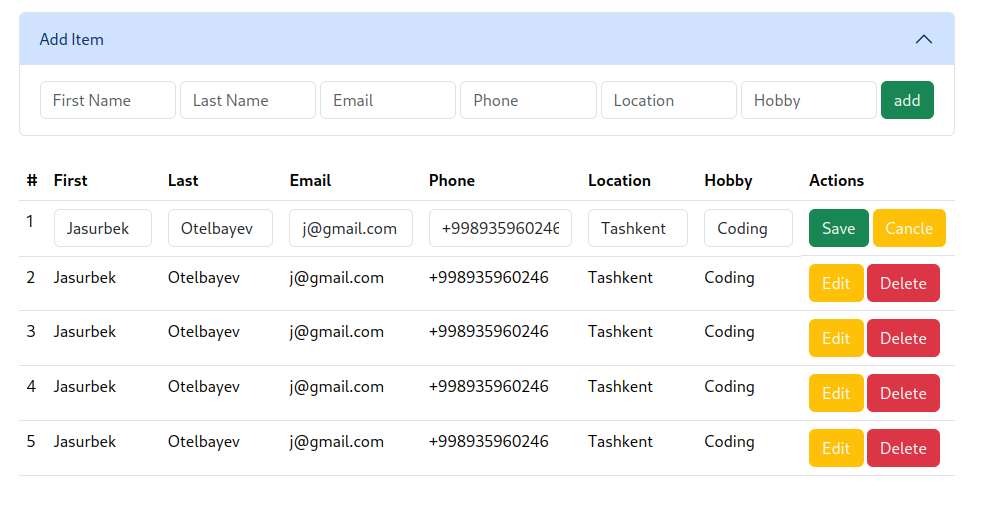 Add Item
First Name Last Name Email Phone Location Hobby add
# First Last Email Phone Location Hobby Actions
1 Jasurbek Otelbayev j@gmail.com +998935960246 Tashkent Coding Save Cancle
2 Jasurbek Otelbayev j@gmail.com +998935960246 Tashkent Coding Edit Delete
3 Jasurbek Otelbayev j@gmail.com +998935960246 Tashkent Coding Edit Delete
4 Jasurbek Otelbayev j@gmail.com +998935960246 Tashkent Coding Edit Delete
5 Jasurbek Otelbayev j@gmail.com +998935960246 Tashkent Coding Edit Delete